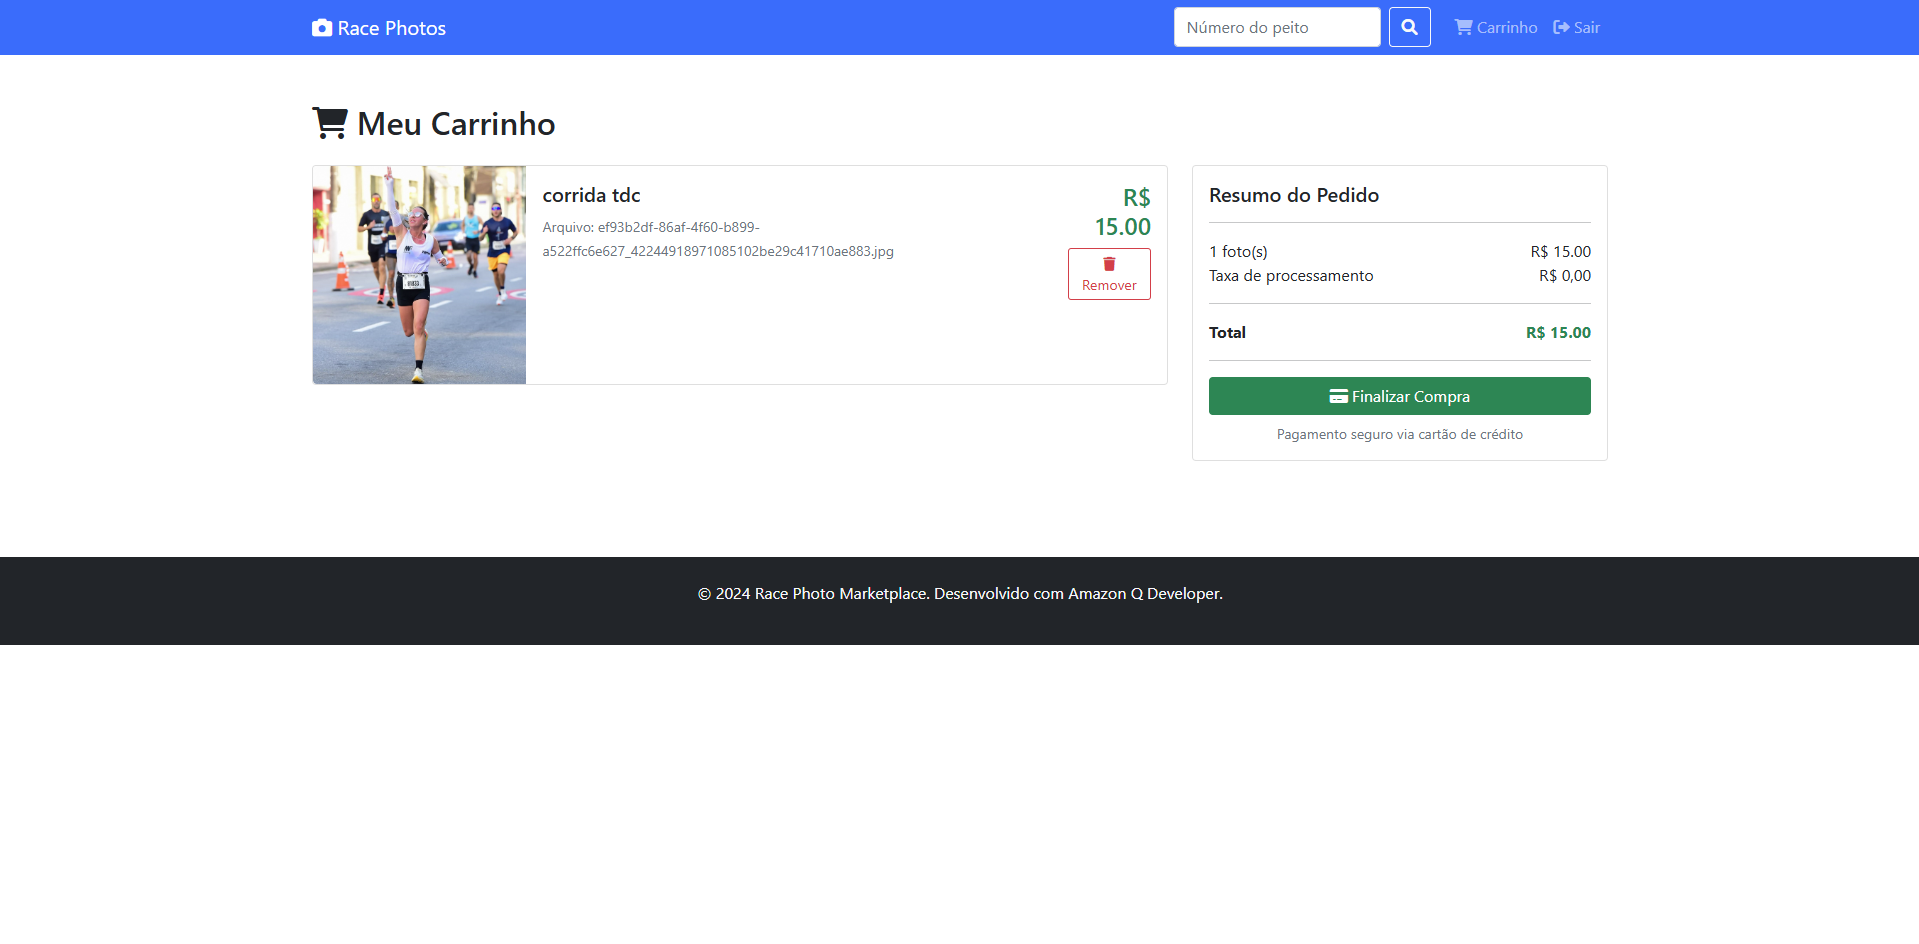 Race Photos
Número do peito
Carrinho
Sair
Meu Carrinho
corrida tdc
Arquivo: ef93b2df-86af-4f60-b899-
a522ffc6e627_42244918971085102be29c41710ae883.jpg
R$
15.00
Remover
Resumo do Pedido
1 foto(s) R$ 15.00
Taxa de processamento R$ 0,00
Total R$ 15.00
Finalizar Compra
Pagamento seguro via cartão de crédito
© 2024 Race Photo Marketplace. Desenvolvido com Amazon Q Developer.